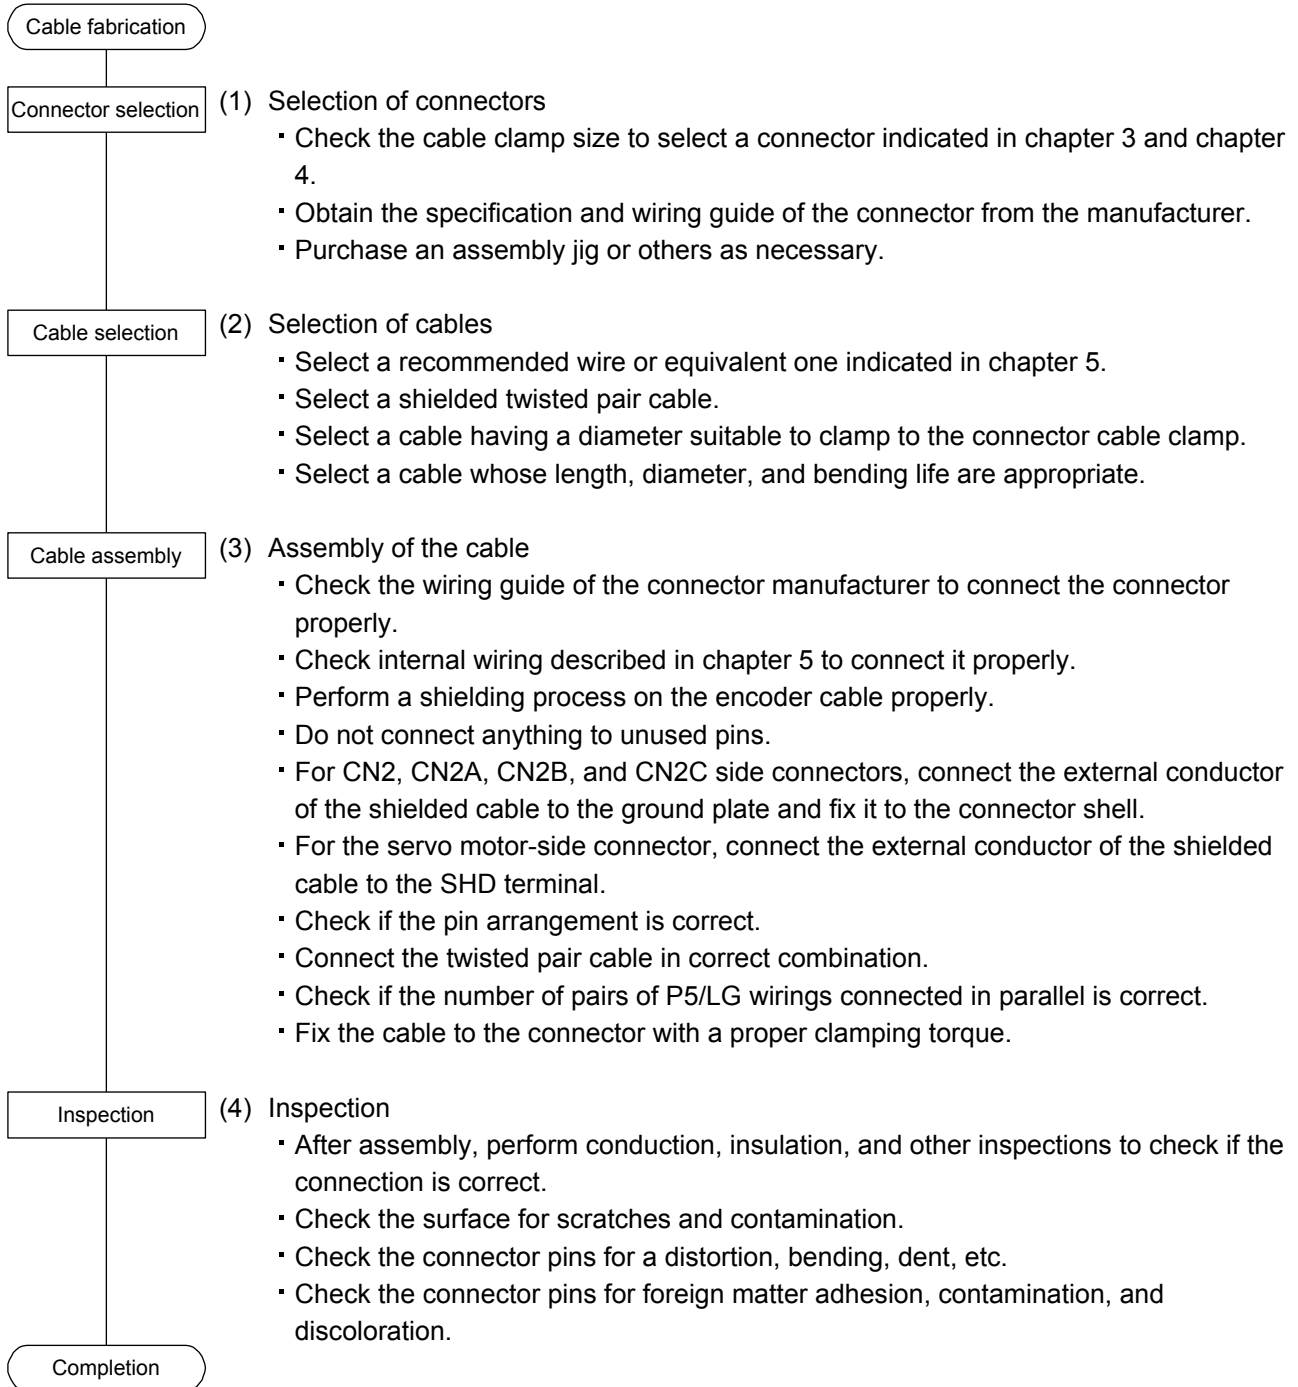 Cable fabrication
Connector selection
(1) Selection of connectors
・Check the cable clamp size to select a connector indicated in chapter 3 and chapter
4.
・Obtain the specification and wiring guide of the connector from the manufacturer.
・Purchase an assembly jig or others as necessary.
Cable selection
(2) Selection of cables
・Select a recommended wire or equivalent one indicated in chapter 5.
・Select a shielded twisted pair cable.
・Select a cable having a diameter suitable to clamp to the connector cable clamp.
・Select a cable whose length, diameter, and bending life are appropriate.
Cable assembly
(3) Assembly of the cable
・Check the wiring guide of the connector manufacturer to connect the connector
properly.
・Check internal wiring described in chapter 5 to connect it properly.
・Perform a shielding process on the encoder cable properly.
・Do not connect anything to unused pins.
・For CN2, CN2A, CN2B, and CN2C side connectors, connect the external conductor
of the shielded cable to the ground plate and fix it to the connector shell.
・For the servo motor-side connector, connect the external conductor of the shielded
cable to the SHD terminal.
・Check if the pin arrangement is correct.
・Connect the twisted pair cable in correct combination.
・Check if the number of pairs of P5/LG wirings connected in parallel is correct.
・Fix the cable to the connector with a proper clamping torque.
Inspection
(4) Inspection
・After assembly, perform conduction, insulation, and other inspections to check if the
connection is correct.
・Check the surface for scratches and contamination.
・Check the connector pins for a distortion, bending, dent, etc.
・Check the connector pins for foreign matter adhesion, contamination, and
discoloration.
Completion